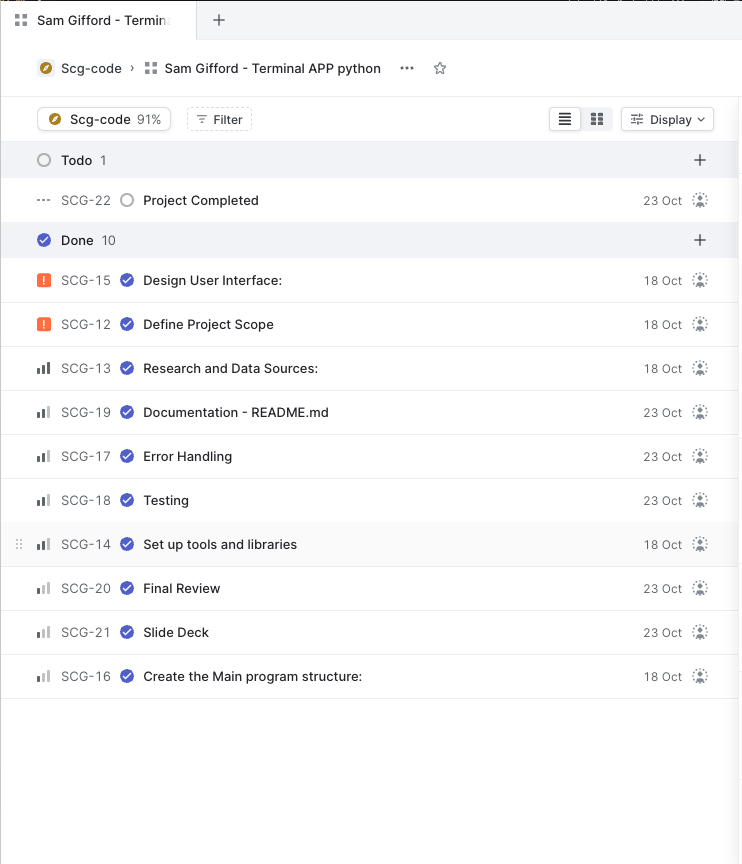 Sam Gifford - Termina
Scg-code › Sam Gifford - Terminal APP python
Scg-code 91% Filter Display
Todo 1
SCG-22 Project Completed 23 Oct
Done 10
SCG-15 Design User Interface: 18 Oct
SCG-12 Define Project Scope 18 Oct
SCG-13 Research and Data Sources: 18 Oct
SCG-19 Documentation - README.md 23 Oct
SCG-17 Error Handling 23 Oct
SCG-18 Testing 23 Oct
SCG-14 Set up tools and libraries 18 Oct
SCG-20 Final Review 23 Oct
SCG-21 Slide Deck 23 Oct
SCG-16 Create the Main program structure: 18 Oct